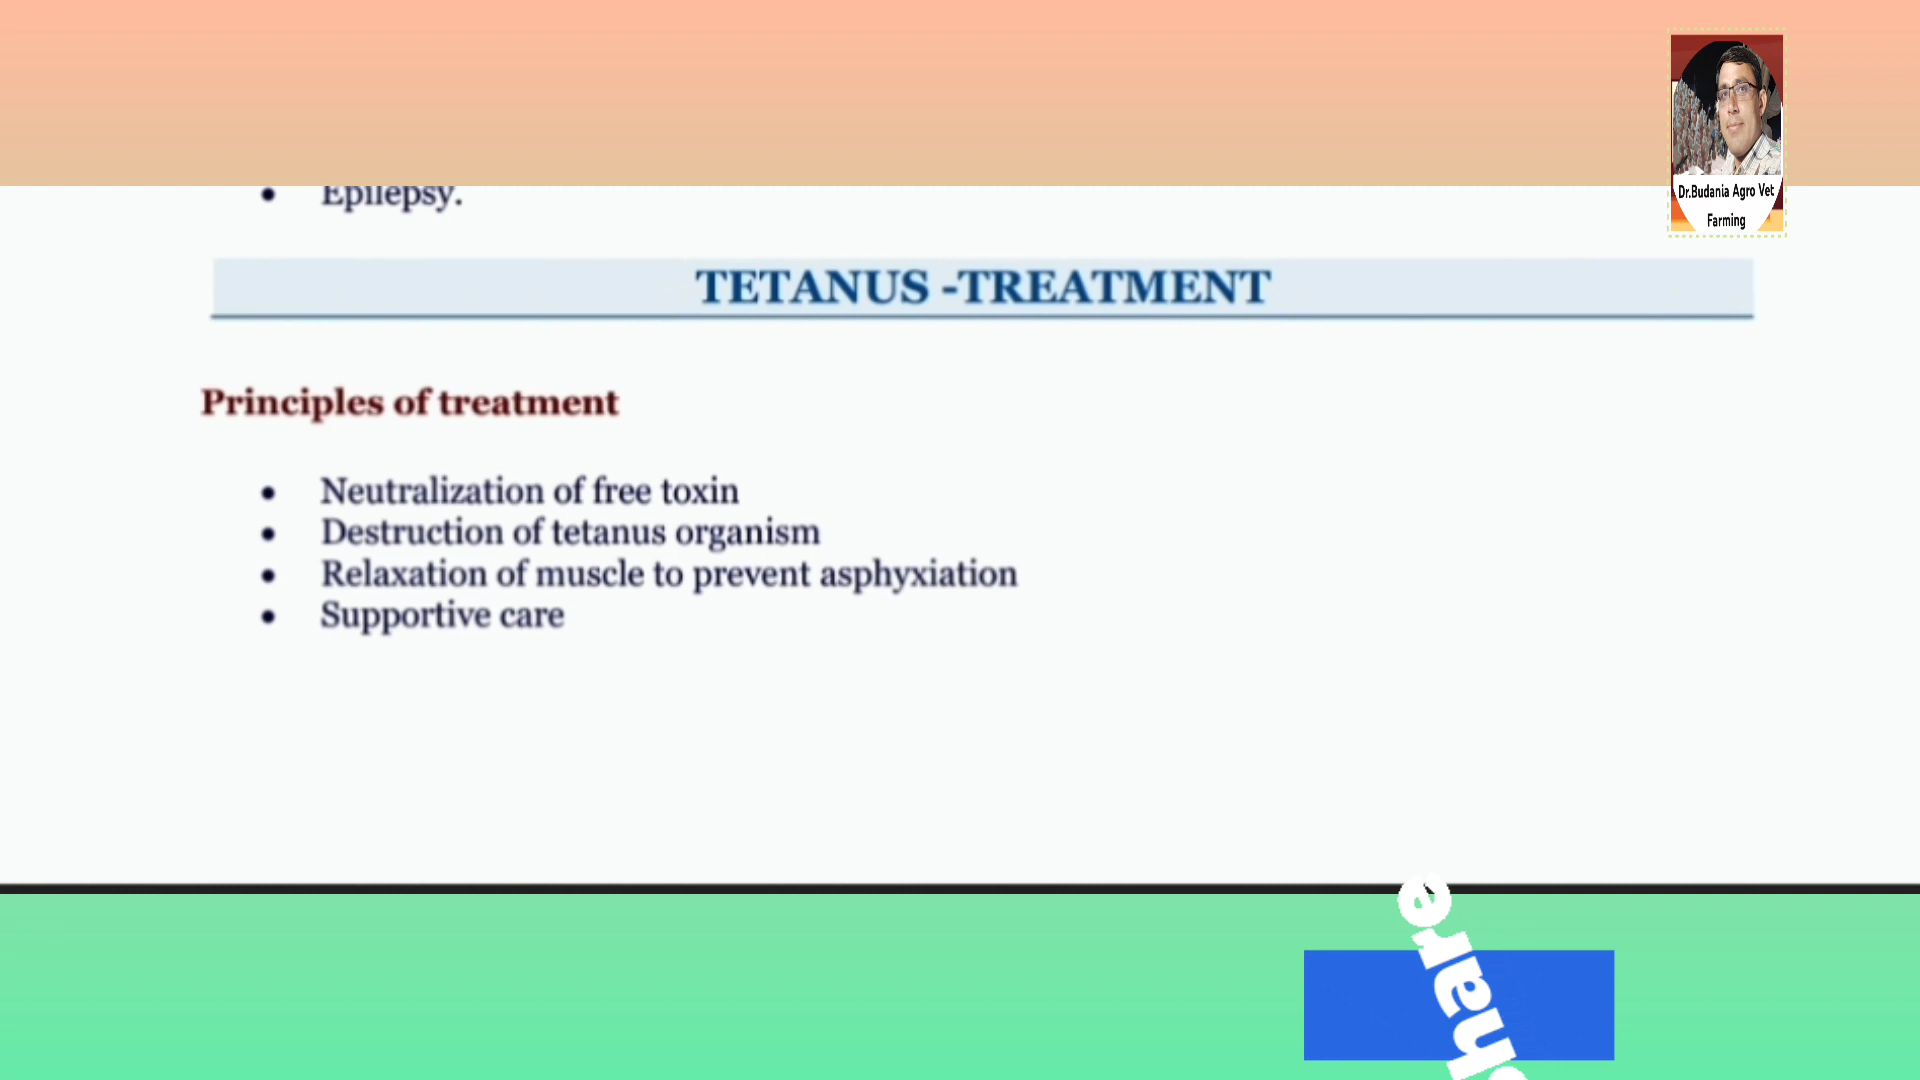 Epilepsy.
TETANUS -TREATMENT
Principles of treatment
Neutralization of free toxin
Destruction of tetanus organism
Relaxation of muscle to prevent asphyxiation
Supportive care
Dr.Budania Agro Vet
Farming
share